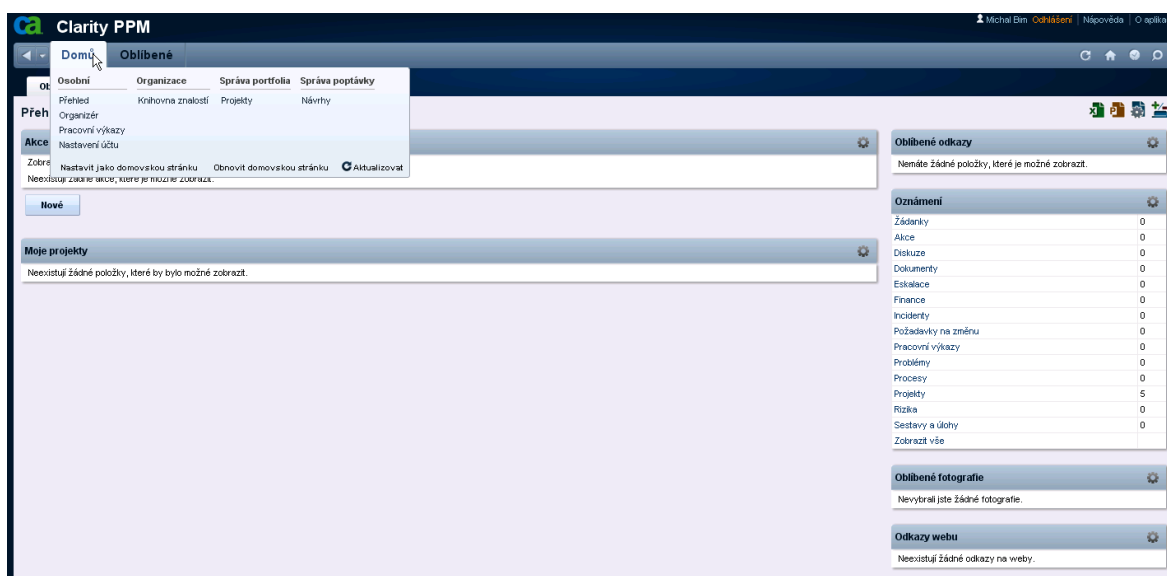 ca Clarity PPM
Michal Bim Odhlášení Nápověda O aplika
Domů Oblíbené
Osobní Organizace Správa portfolia Správa poptávky
Přehled Knihovna znalostí Projekty Návrhy
Organizér
Pracovní výkazy
Nastavení účtu
Nastavit jako domovskou stránku Obnovit domovskou stránku Aktualizovat
Ob
Přeh
Akce
Zobra
Neexistují žádné akce, které je možné zobrazit.
Nové
Moje projekty
Neexistují žádné položky, které by bylo možné zobrazit.
Oblíbené odkazy
Nemáte žádné položky, které je možné zobrazit.
Oznámení
Žádanky 0
Akce 0
Diskuze 0
Dokumenty 0
Eskalace 0
Finance 0
Incidenty 0
Požadavky na změnu 0
Pracovní výkazy 0
Problémy 0
Procesy 0
Projekty 5
Rizika 0
Sestavy a úlohy 0
Zobrazit vše
Oblíbené fotografie
Nevybrali jste žádné fotografie.
Odkazy webu
Neexistují žádné odkazy na weby.